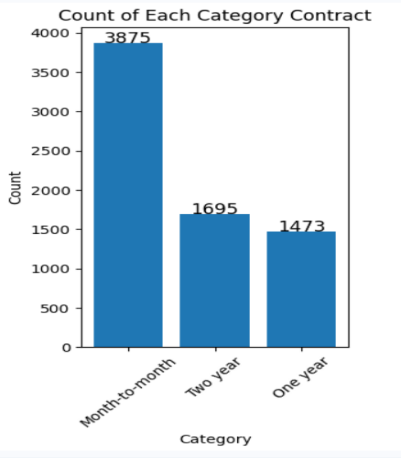 Count of Each Category Contract
4000
3500
3000
2500
2000
1500
1000
500
0
Count
3875
1695
1473
Month-to-month
Two year
One year
Category